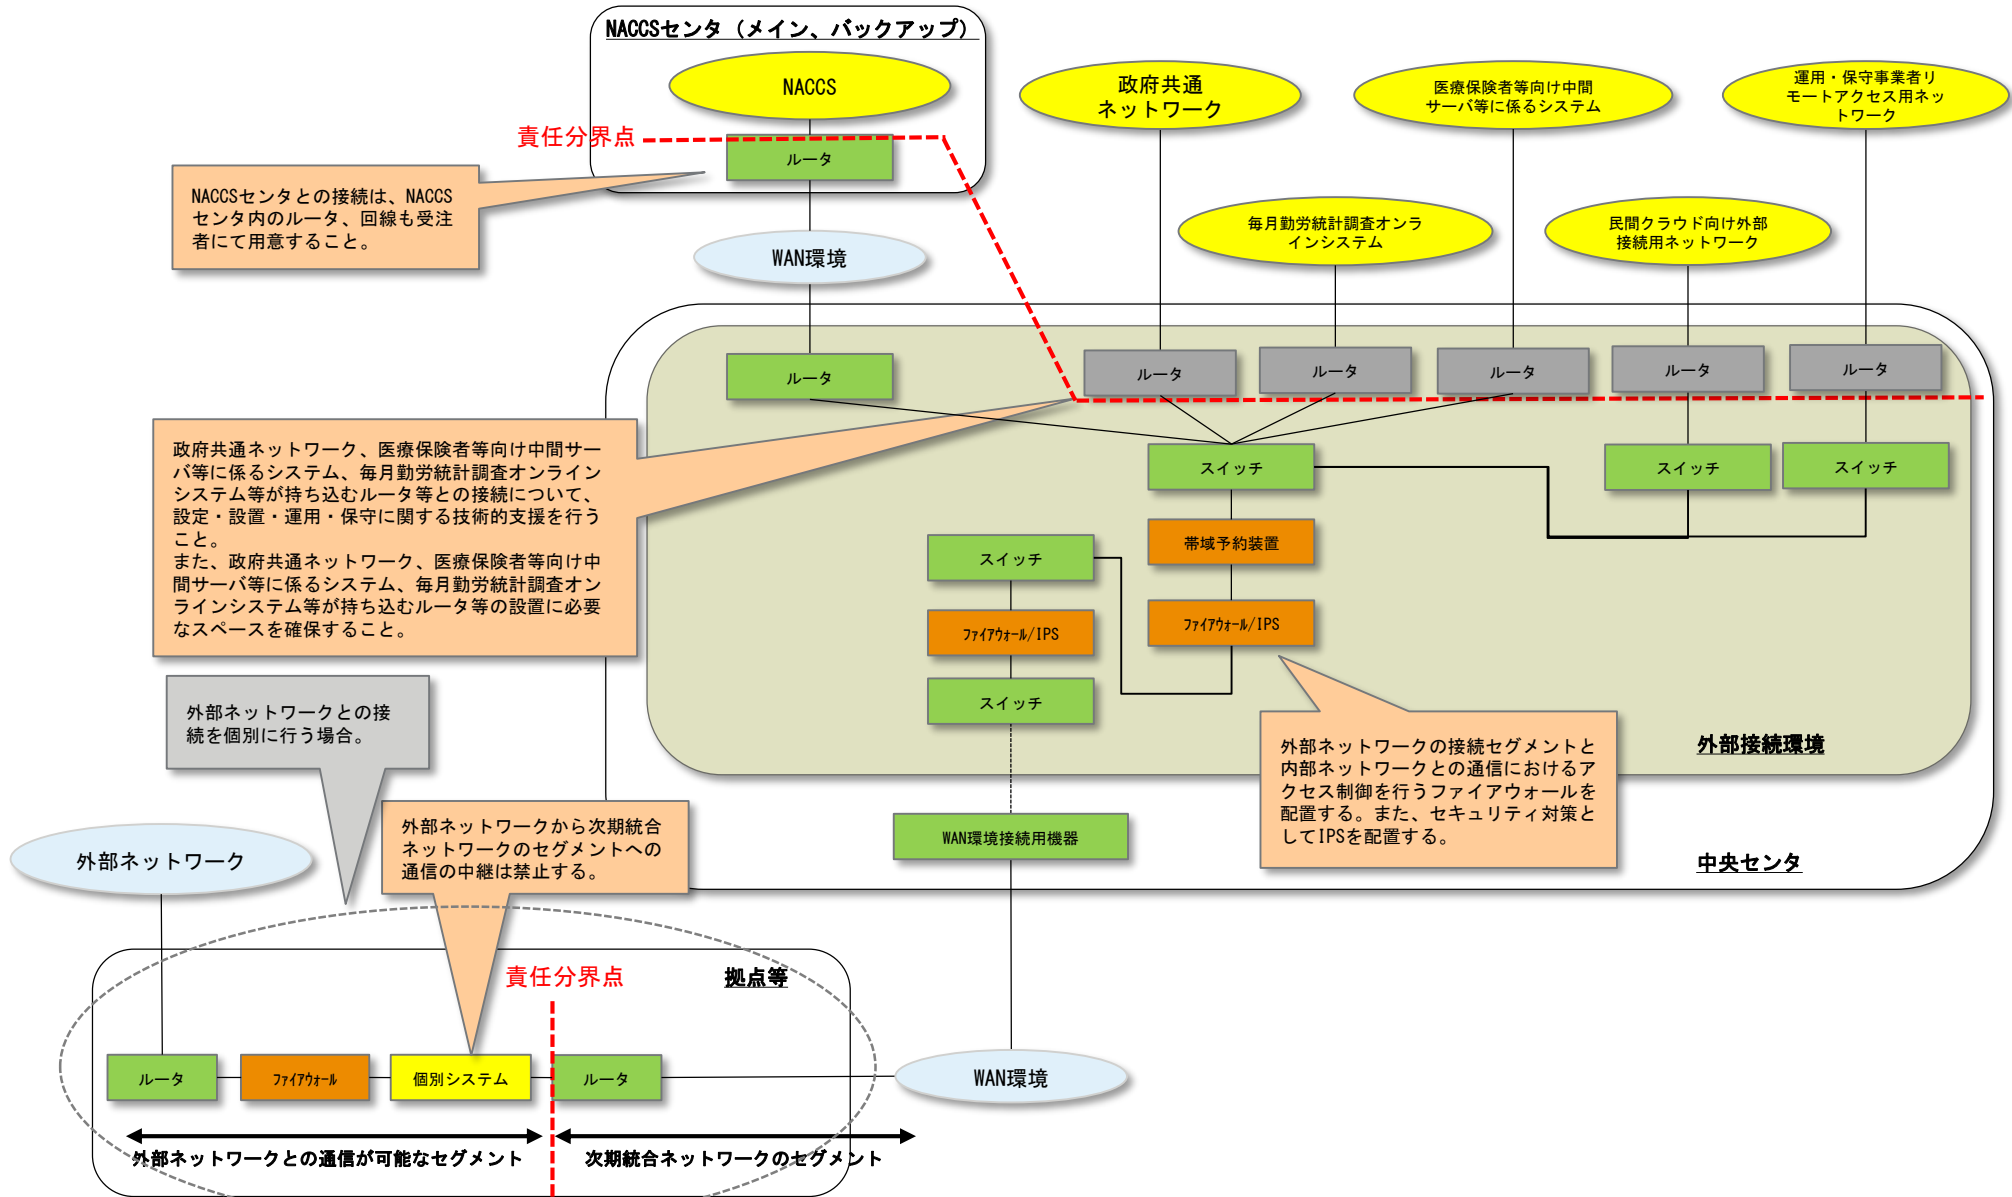 NACCSセンタ（メイン、バックアップ）
NACCS
責任分界点
ルータ
NACCSセンタとの接続は、NACCS
センタ内のルータ、回線も受注
者にて用意すること。
WAN環境
政府共通
ネットワーク
医療保険者等向け中間
サーバ等に係るシステム
運用・保守事業者リ
モートアクセス用ネッ
トワーク
毎月勤労統計調査オンラ
インシステム
民間クラウド向け外部
接続用ネットワーク
ルータ
ルータ
ルータ
ルータ
ルータ
ルータ
政府共通ネットワーク、医療保険者等向け中間サー
バ等に係るシステム、毎月勤労統計調査オンライン
システム等が持ち込むルータ等との接続について、
設定・設置・運用・保守に関する技術的支援を行う
こと。
また、政府共通ネットワーク、医療保険者等向け中
間サーバ等に係るシステム、毎月勤労統計調査オン
ラインシステム等が持ち込むルータ等の設置に必要
なスペースを確保すること。
スイッチ
スイッチ
スイッチ
帯域予約装置
スイッチ
ファイアウォール/IPS
ファイアウォール/IPS
スイッチ
外部ネットワークとの接
続を個別に行う場合。
外部ネットワークの接続セグメントと
内部ネットワークとの通信におけるア
クセス制御を行うファイアウォールを
配置する。また、セキュリティ対策と
してIPSを配置する。
外部接続環境
WAN環境接続用機器
中央センタ
外部ネットワーク
外部ネットワークから次期統合
ネットワークのセグメントへの
通信の中継は禁止する。
責任分界点
拠点等
ルータ
ファイアウォール
個別システム
ルータ
WAN環境
外部ネットワークとの通信が可能なセグメント
次期統合ネットワークのセグメント